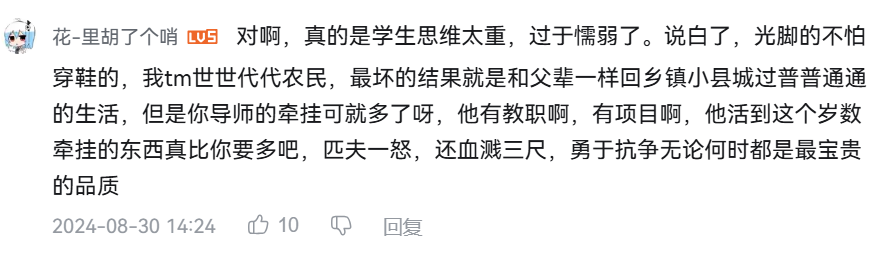 花-里胡了个哨 LV5 对啊，真的是学生思维太重，过于懦弱了。说白了，光脚的不怕
穿鞋的，我tm世世代代农民，最坏的结果就是和父辈一样回乡镇小县城过普普通通
的生活，但是你导师的牵挂可就多了呀，他有教职啊，有项目啊，他活到这个岁数
牵挂的东西真比你要多吧，匹夫一怒，还血溅三尺，勇于抗争无论何时都是最宝贵
的品质
2024-08-30 14:24 10 回复